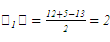 □₁□ = (12+5−13)/2 = 2